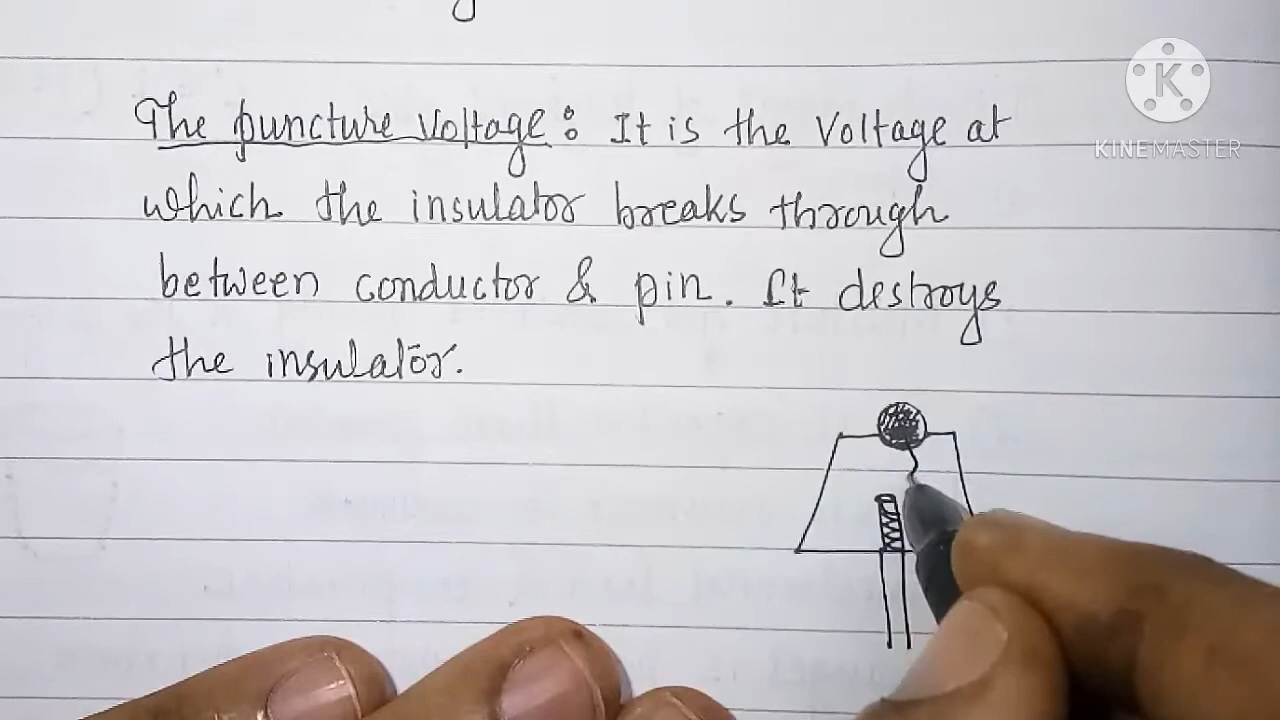 The puncture Voltage : It is the Voltage at
which the insulator breaks through
between conductor & pin. It destroys
the insulator.
K
KINEMASTER